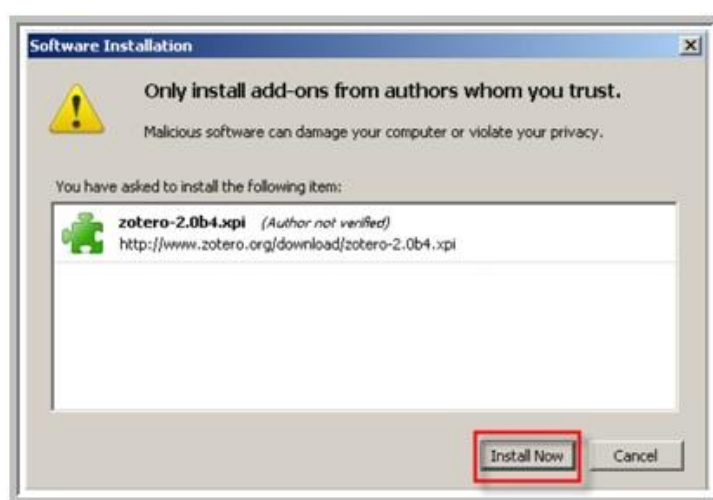 Software Installation
Only install add-ons from authors whom you trust.
Malicious software can damage your computer or violate your privacy.
You have asked to install the following item:
zotero-2.0b4.xpi (Author not verified)
http://www.zotero.org/download/zotero-2.0b4.xpi
Install Now Cancel